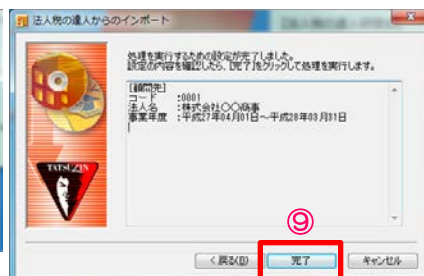 法人税の達人からのインポート
処理を実行するための設定が完了しました。
設定の内容を確認したら、[完了]をクリックして処理を実行します。
[顧問先]
コード :0001
法人名 :株式会社〇〇商事
事業年度 :平成27年04月01日～平成28年03月31日
TATSUZIN
⑨
<戻る(B) 完了 キャンセル